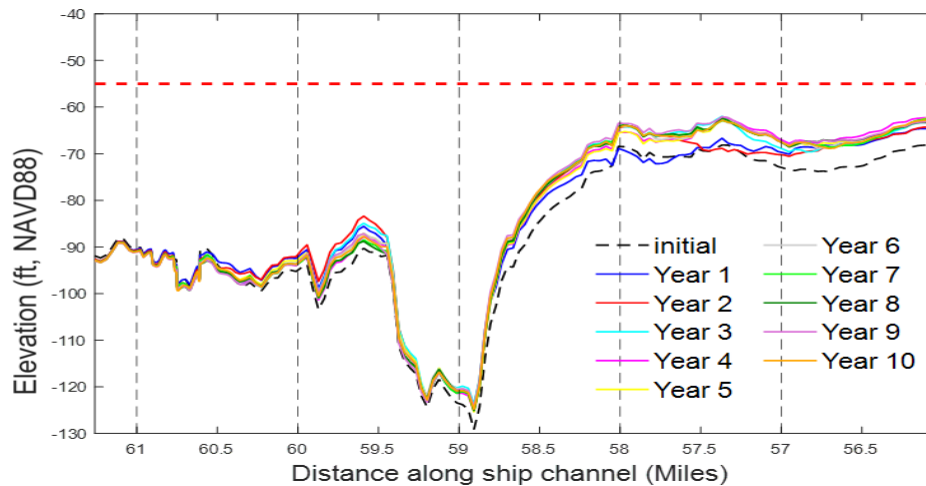 -40
-50
-60
-70
-80
-90
-100
-110
-120
-130
Elevation (ft, NAVD88)
61
60.5
60
59.5
59
58.5
58
57.5
57
56.5
Distance along ship channel (Miles)
initial
Year 1
Year 2
Year 3
Year 4
Year 5
Year 6
Year 7
Year 8
Year 9
Year 10